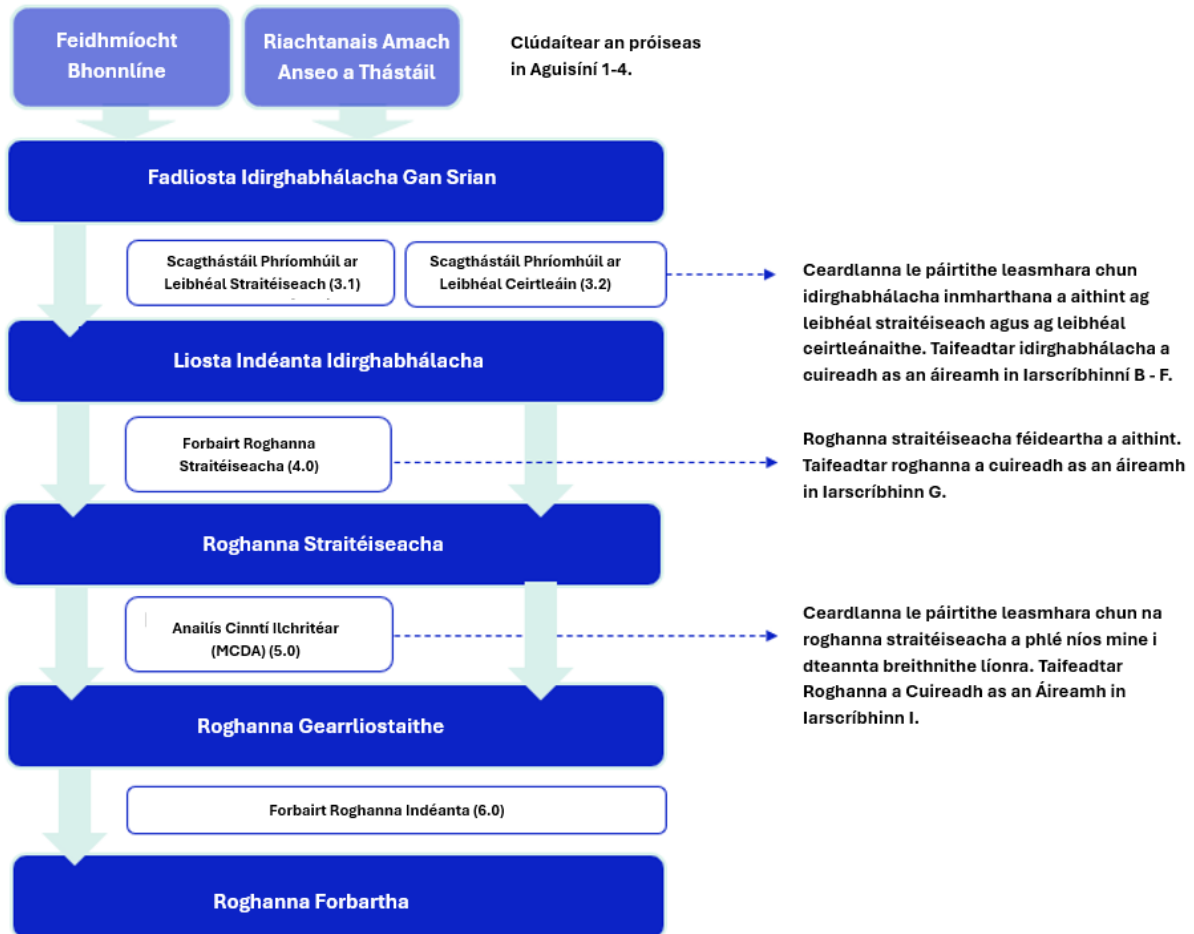 Feidhmíocht
Bhonnlíne
Riachtanais Amach
Anseo a Thástáil
Clúdaítear an próiseas
in Aguisíní 1-4.
Fadliosta Idirghabhálacha Gan Srian
Scagthástáil Phríomhúil ar
Leibhéal Straitéiseach (3.1)
Scagthástáil Phríomhúil ar
Leibhéal Ceirtleáin (3.2)
Ceardlanna le páirtithe leasmhara chun
idirghabhálacha inmharthana a aithint ag
leibhéal straitéiseach agus ag leibhéal
ceirtleánaithe. Taifeadtar idirghabhálacha a
cuireadh as an áireamh in Iarscríbhinní B - F.
Liosta Indéanta Idirghabhálacha
Forbairt Roghanna
Straitéiseacha (4.0)
Roghanna straitéiseacha féideartha a aithint.
Taifeadtar roghanna a cuireadh as an áireamh
in Iarscríbhinn G.
Roghanna Straitéiseacha
Anailís Cinntí Ilchritéar
(MCDA) (5.0)
Ceardlanna le páirtithe leasmhara chun na
roghanna straitéiseacha a phlé níos mine i
dteannta breithnithe líonra. Taifeadtar
Roghanna a Cuireadh as an Áireamh in
Iarscríbhinn I.
Roghanna Gearrliostaithe
Forbairt Roghanna Indéanta (6.0)
Roghanna Forbartha